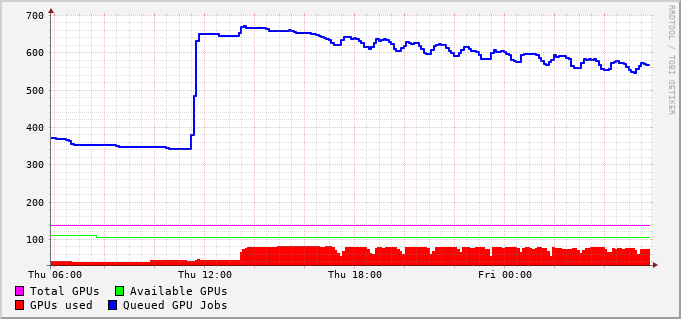 700
600
500
400
300
200
100
Thu 06:00 Thu 12:00 Thu 18:00 Fri 00:00
Total GPUs Available GPUs
GPUs used Queued GPU Jobs
RRDTOOL / TOBI OETIKER